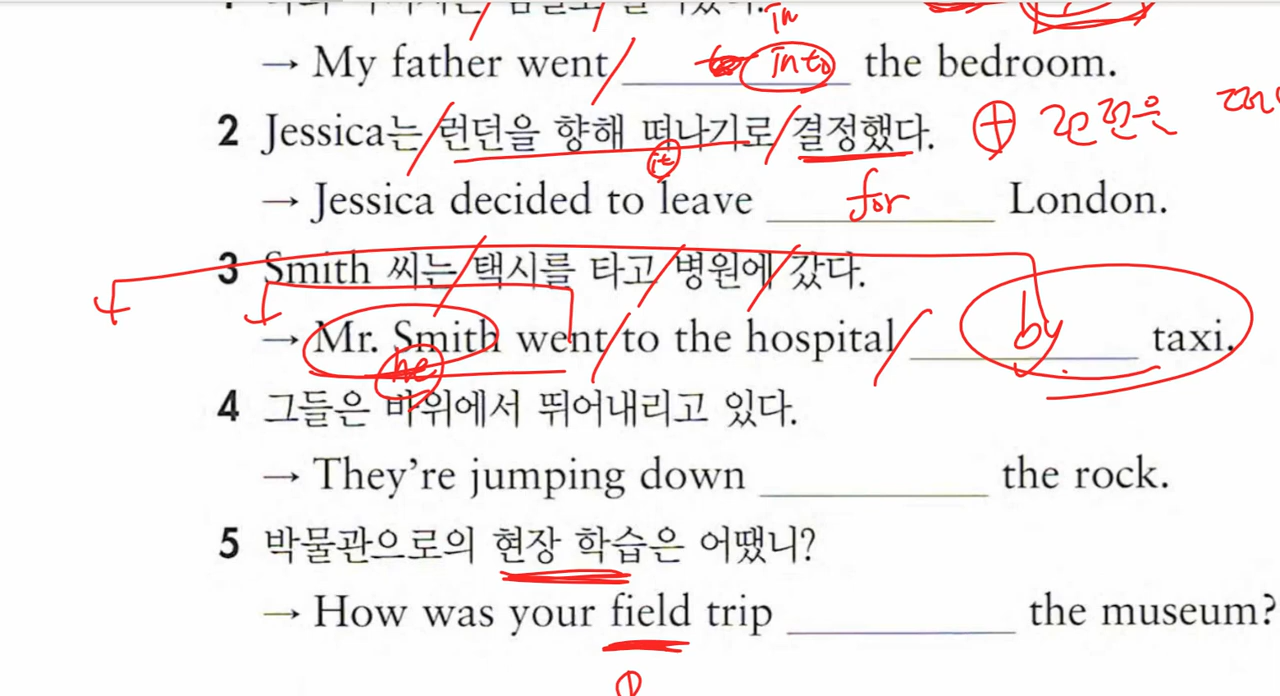 in
→ My father went into the bedroom.
2 Jessica는 런던을 향해 떠나기로 결정했다. ⊕
it
→ Jessica decided to leave for London.
3 Smith 씨는 택시를 타고 병원에 갔다.
→ Mr. Smith went to the hospital by taxi.
he
4 그들은 바위에서 뛰어내리고 있다.
→ They're jumping down ________ the rock.
5 박물관으로의 현장 학습은 어땠니?
→ How was your field trip ________ the museum?
①